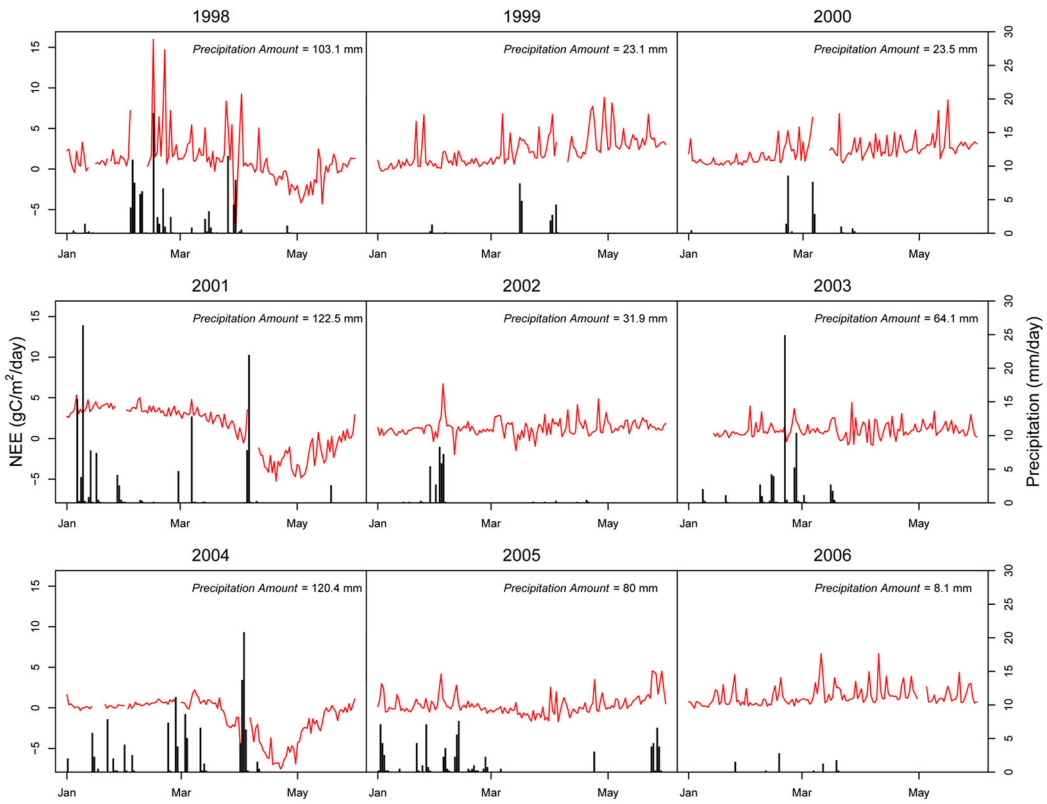 1998 1999 2000
Precipitation Amount = 103.1 mm Precipitation Amount = 23.1 mm Precipitation Amount = 23.5 mm
15 10 5 0 −5
30 25 20 15 10 5 0
Jan Mar May Jan Mar May Jan Mar May
2001 2002 2003
Precipitation Amount = 122.5 mm Precipitation Amount = 31.9 mm Precipitation Amount = 64.1 mm
NEE (gC/m²/day)
15 10 5 0 −5
30 25 20 15 10 5 0
Precipitation (mm/day)
Jan Mar May Jan Mar May Jan Mar May
2004 2005 2006
Precipitation Amount = 120.4 mm Precipitation Amount = 80 mm Precipitation Amount = 8.1 mm
15 10 5 0 −5
30 25 20 15 10 5 0
Jan Mar May Jan Mar May Jan Mar May